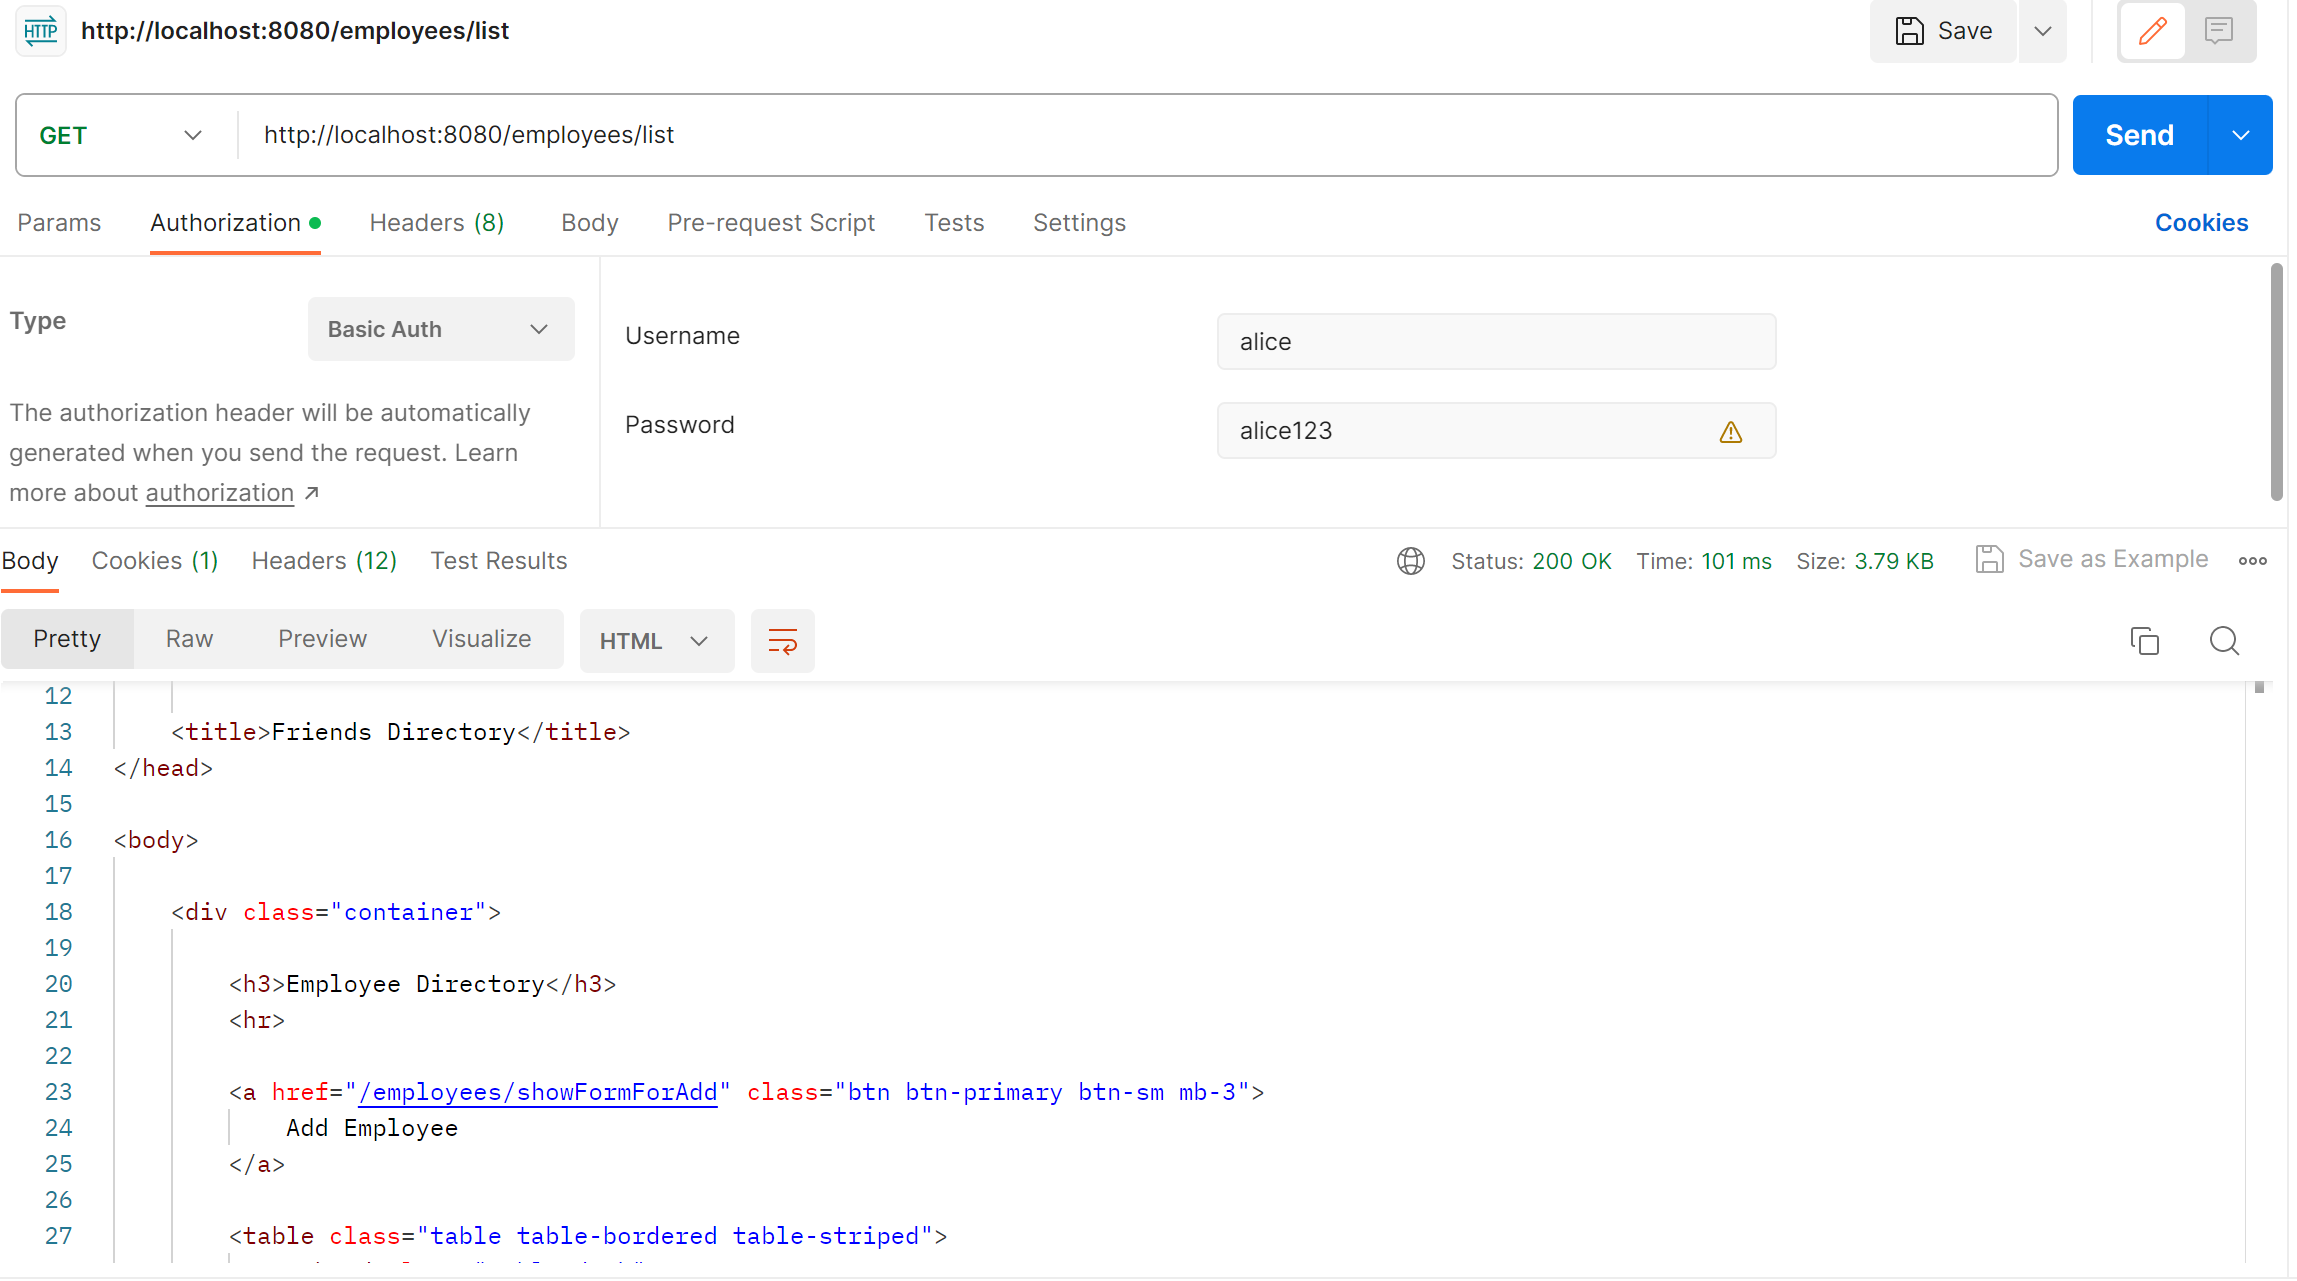 HTTP http://localhost:8080/employees/list Save
GET http://localhost:8080/employees/list Send
Params Authorization Headers (8) Body Pre-request Script Tests Settings Cookies
Type Basic Auth
Username alice
The authorization header will be automatically
generated when you send the request. Learn
more about authorization ↗
Password alice123
Body Cookies (1) Headers (12) Test Results Status: 200 OK Time: 101 ms Size: 3.79 KB Save as Example
Pretty Raw Preview Visualize HTML
12
13 <title>Friends Directory</title>
14 </head>
15
16 <body>
17
18 <div class="container">
19
20 <h3>Employee Directory</h3>
21 <hr>
22
23 <a href="/employees/showFormForAdd" class="btn btn-primary btn-sm mb-3">
24 Add Employee
25 </a>
26
27 <table class="table table-bordered table-striped">